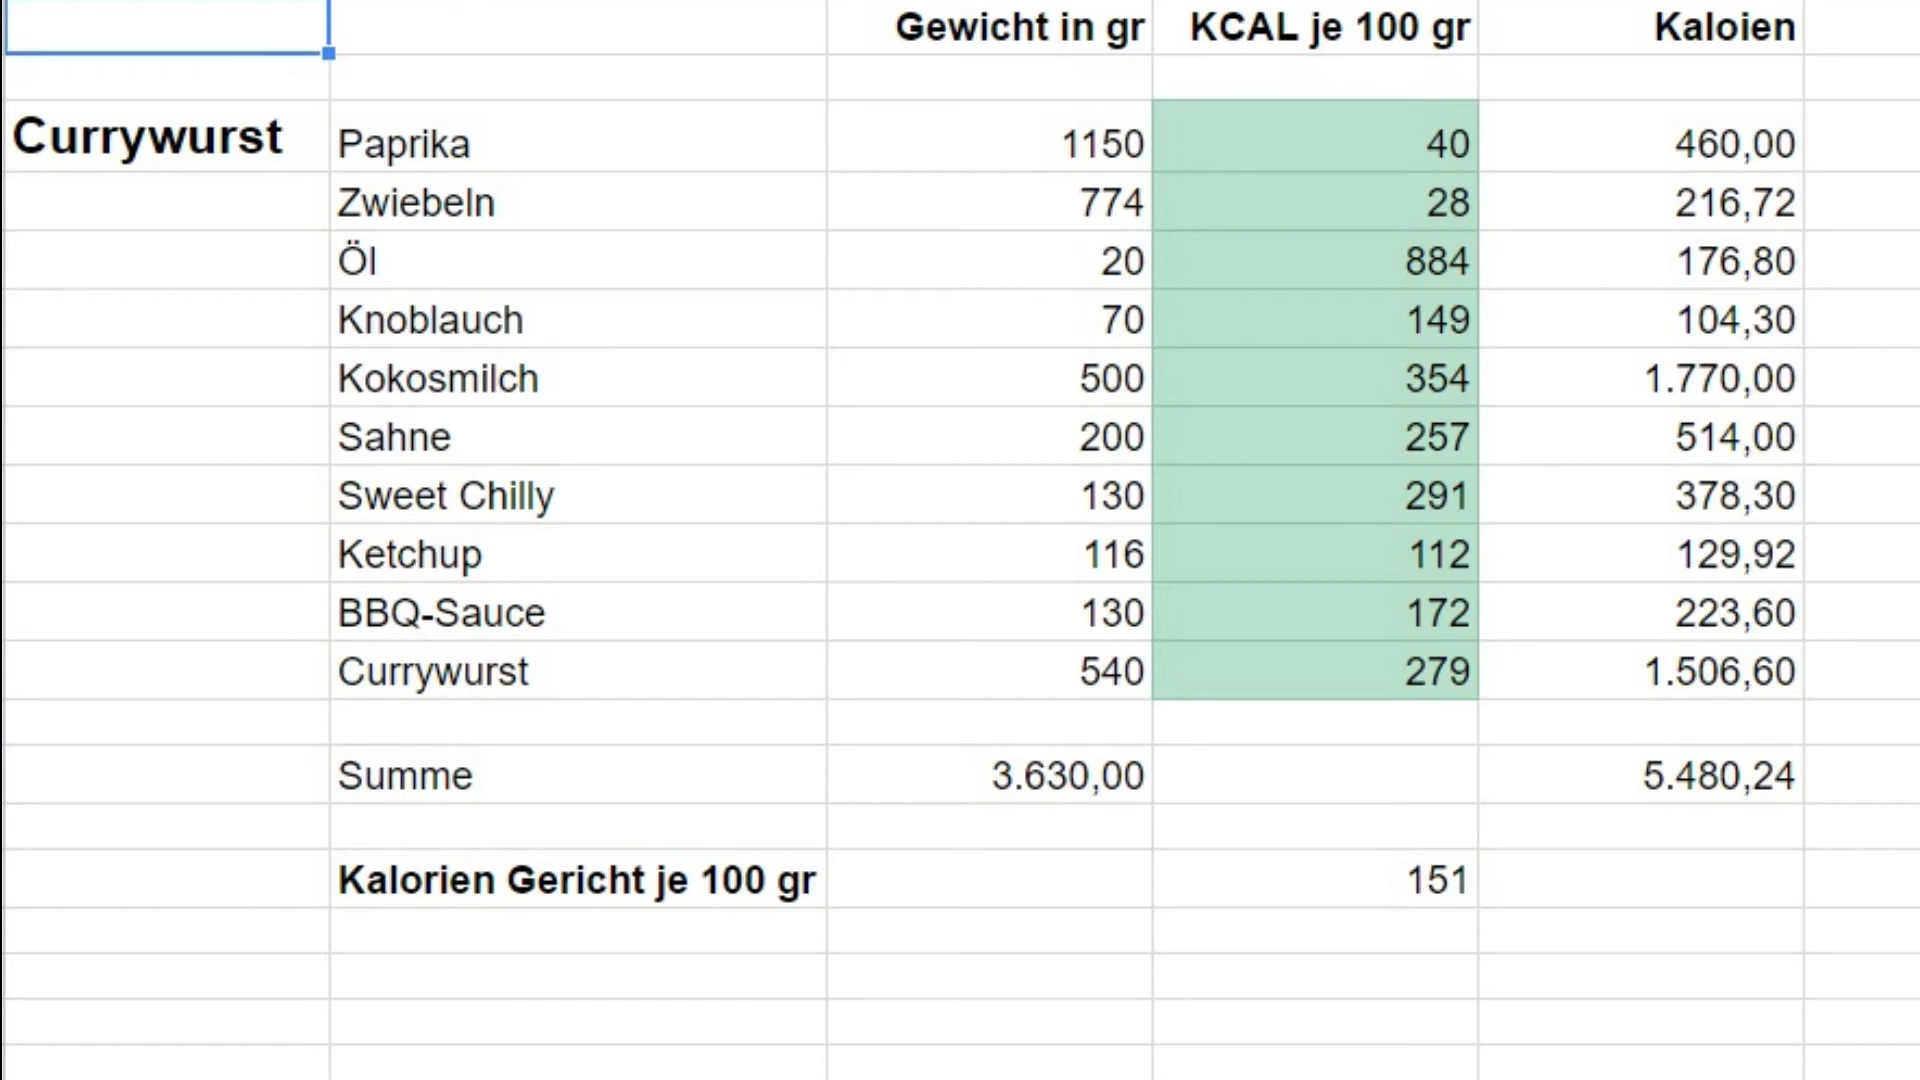 Gewicht in gr KCAL je 100 gr Kaloien
Currywurst Paprika 1150 40 460,00
Zwiebeln 774 28 216,72
Öl 20 884 176,80
Knoblauch 70 149 104,30
Kokosmilch 500 354 1.770,00
Sahne 200 257 514,00
Sweet Chilly 130 291 378,30
Ketchup 116 112 129,92
BBQ-Sauce 130 172 223,60
Currywurst 540 279 1.506,60
Summe 3.630,00 5.480,24
Kalorien Gericht je 100 gr 151